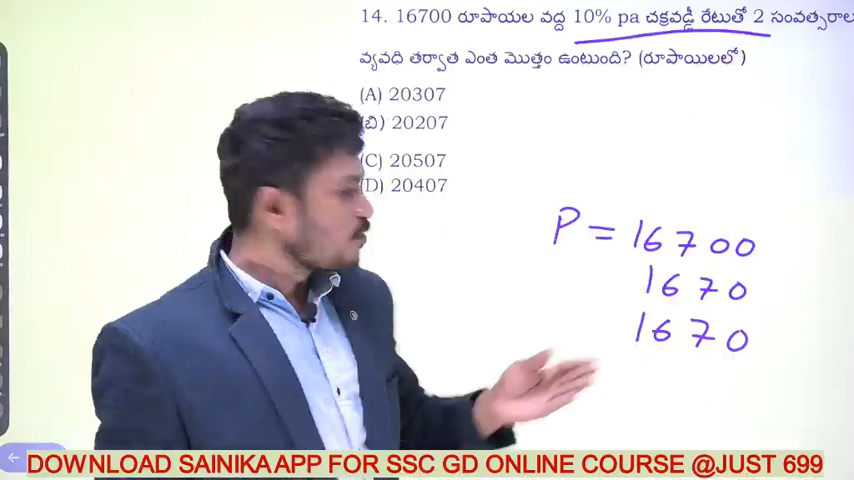 14. 16700 రూపాయల వద్ద 10% pa చక్రవడ్డీ రేటుతో 2 సంవత్సరాల
వ్యవధి తర్వాత ఎంత మొత్తం ఉంటుంది? (రూపాయిలలో)
(A) 20307
(బి) 20207
(C) 20507
(D) 20407
P = 16700
1670
1670
DOWNLOAD SAINIKA APP FOR SSC GD ONLINE COURSE @JUST 699